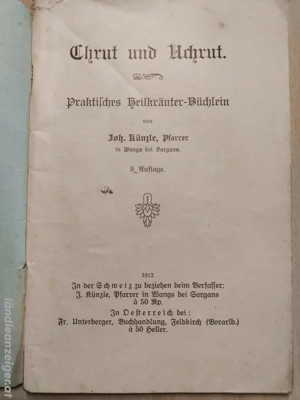 Chrut und Uchrut.
Praktisches Heilkräuter-Büchlein
von
Joh. Künzle, Pfarrer
in Wangs bei Sargans.
9. Auflage.
1912.
In der Schweiz zu beziehen beim Verfasser:
J. Künzle, Pfarrer in Wangs bei Sargans
à 50 Rp.
In Oesterreich bei:
Fr. Unterberger, Buchhandlung, Feldkirch (Vorarlb.)
à 50 Heller.
ländleanzeiger.at